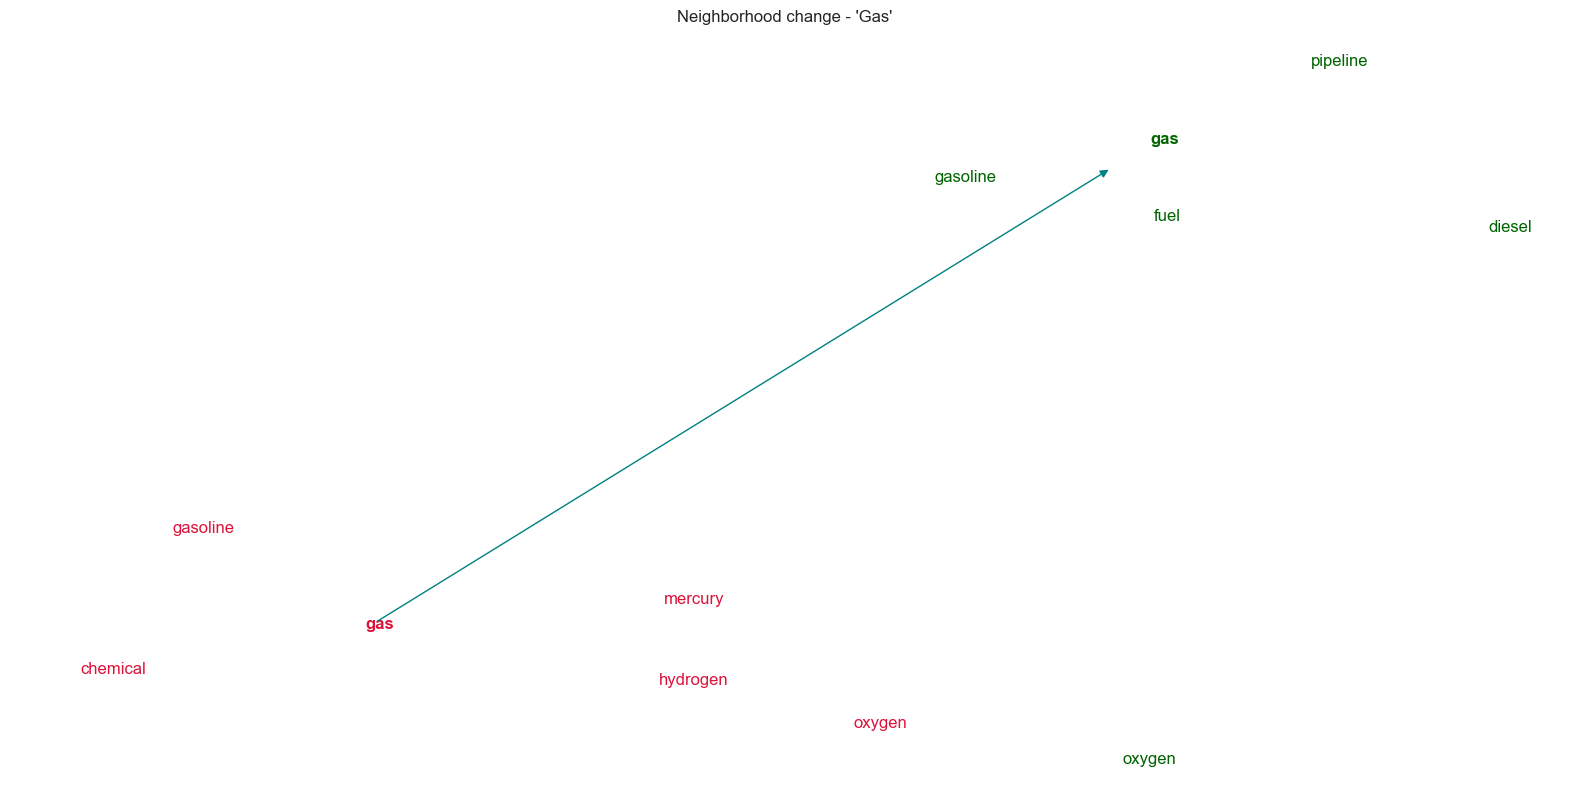 Neighborhood change - 'Gas'
pipeline
gas
gasoline
fuel
diesel
gasoline
mercury
gas
chemical
hydrogen
oxygen
oxygen